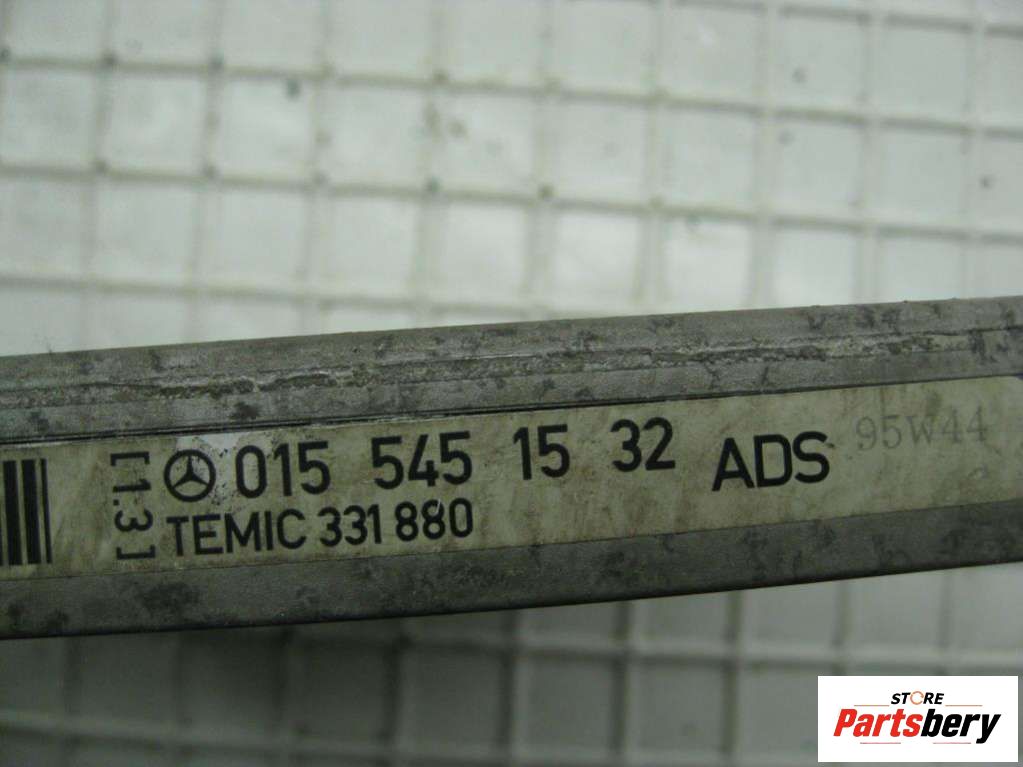 015 545 15 32 ADS 95W44
[1.3]
TEMIC 331 880
STORE
Partsbery